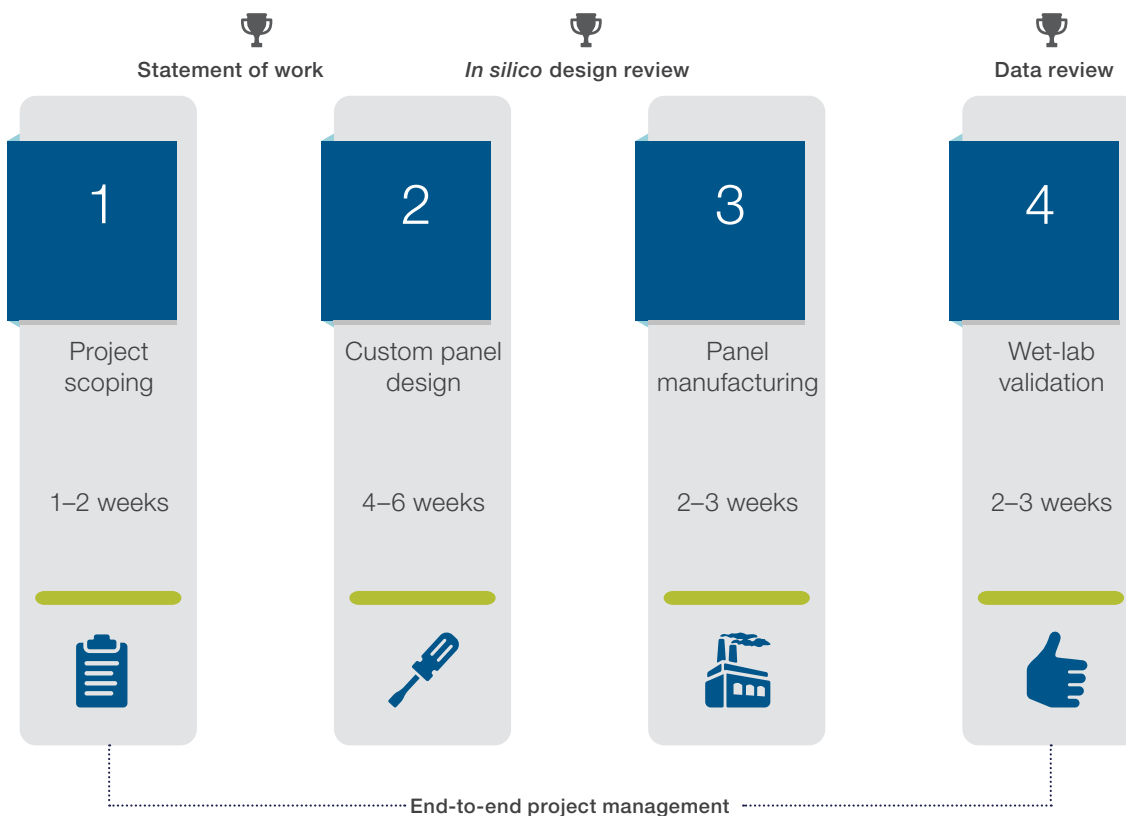 Statement of work
In silico design review
Data review
1
2
3
4
Project
scoping
Custom panel
design
Panel
manufacturing
Wet-lab
validation
1–2 weeks
4–6 weeks
2–3 weeks
2–3 weeks
End-to-end project management